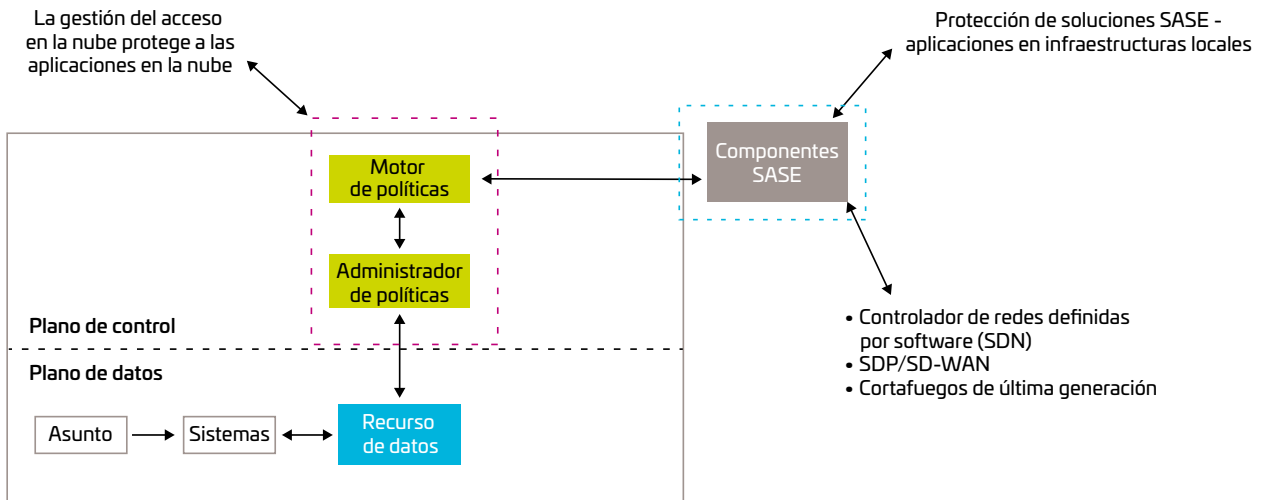 La gestión del acceso
en la nube protege a las
aplicaciones en la nube
Protección de soluciones SASE -
aplicaciones en infraestructuras locales
Motor
de políticas
Componentes
SASE
Administrador
de políticas
Plano de control
Plano de datos
• Controlador de redes definidas
por software (SDN)
• SDP/SD-WAN
• Cortafuegos de última generación
Asunto
Sistemas
Recurso
de datos